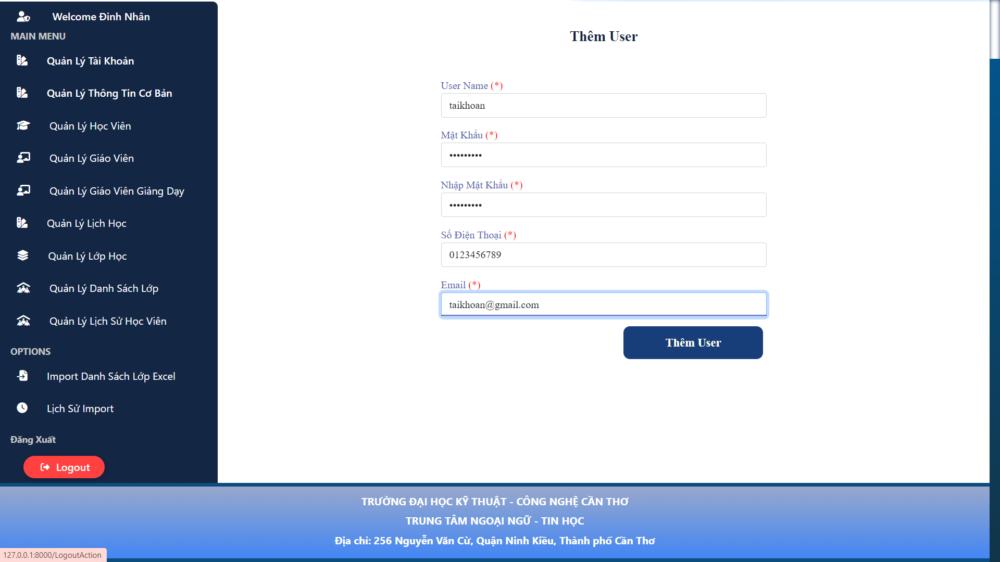 Welcome Đinh Nhân
MAIN MENU
Quản Lý Tài Khoản
Quản Lý Thông Tin Cơ Bản
Quản Lý Học Viên
Quản Lý Giáo Viên
Quản Lý Giáo Viên Giảng Dạy
Quản Lý Lịch Học
Quản Lý Lớp Học
Quản Lý Danh Sách Lớp
Quản Lý Lịch Sử Học Viên
OPTIONS
Import Danh Sách Lớp Excel
Lịch Sử Import
Đăng Xuất
Logout
Thêm User
User Name (*)
taikhoan
Mật Khẩu (*)
•••••••••
Nhập Mật Khẩu (*)
•••••••••
Số Điện Thoại (*)
0123456789
Email (*)
taikhoan@gmail.com
Thêm User
TRƯỜNG ĐẠI HỌC KỸ THUẬT - CÔNG NGHỆ CẦN THƠ
TRUNG TÂM NGOẠI NGỮ - TIN HỌC
Địa chỉ: 256 Nguyễn Văn Cừ, Quận Ninh Kiều, Thành phố Cần Thơ
127.0.0.1:8000/LogoutAction